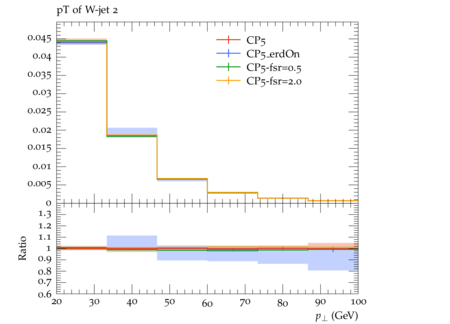 pT of W-jet 2
CP5
CP5_erdOn
CP5-fsr=0.5
CP5-fsr=2.0
0.045
0.04
0.035
0.03
0.025
0.02
0.015
0.01
0.005
0
1.3
1.2
1.1
1
0.9
0.8
0.7
0.6
Ratio
20 30 40 50 60 70 80 90 100
p⊥ (GeV)